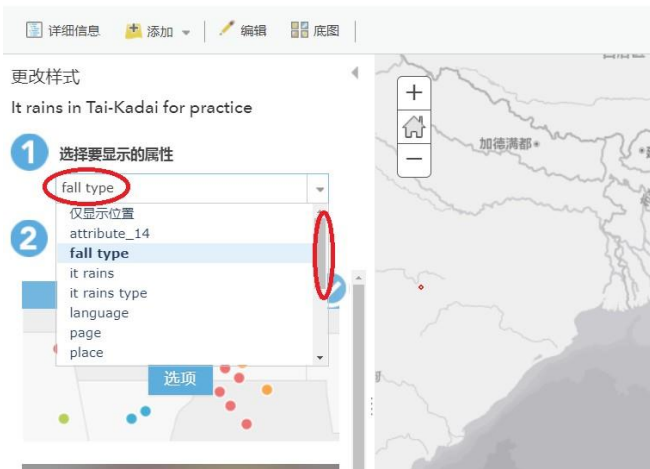 详细信息 添加 编辑 底图
更改样式
It rains in Tai-Kadai for practice
1 选择要显示的属性
fall type
2
仅显示位置
attribute_14
fall type
it rains
it rains type
language
page
place
选项
加德满都